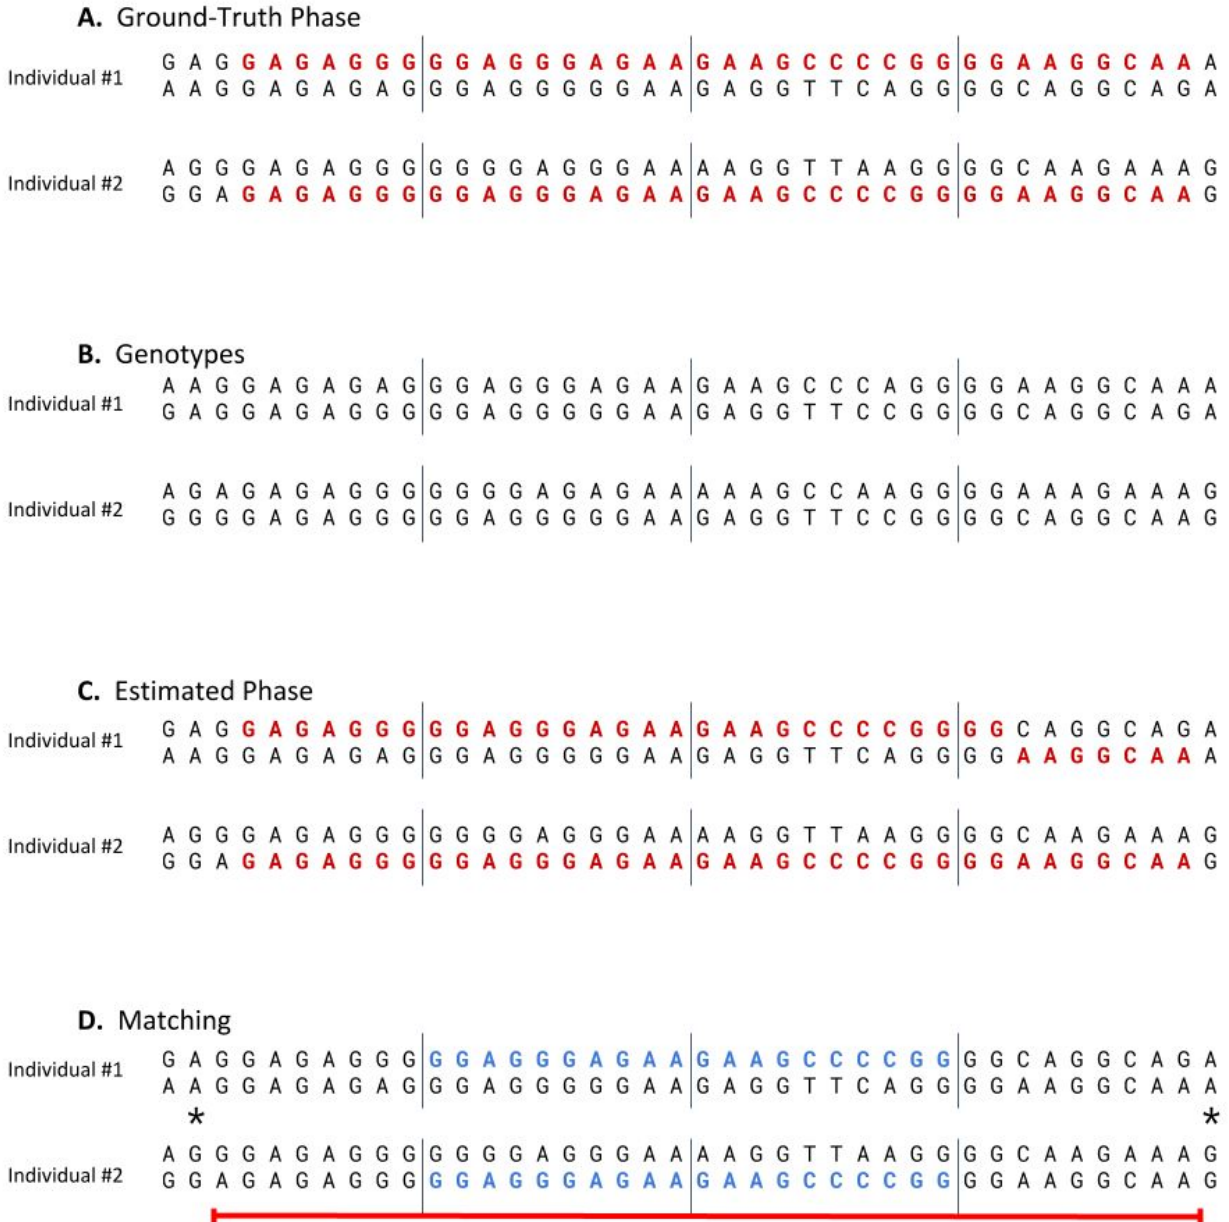 A. Ground-Truth Phase
Individual #1
G A G G A G A G G G G G A G G G A G A A G A A G C C C C G G G G A A G G C A A A
A A G G A G A G A G G G A G G G G G A A G A G G T T C A G G G G C A G G C A G A
Individual #2
A G G G A G A G G G G G G G A G G G A A A A G G T T A A G G G G C A A G A A A G
G G A G A G A G G G G G A G G G A G A A G A A G C C C C G G G G A A G G C A A G
B. Genotypes
Individual #1
A A G G A G A G A G G G A G G G A G A A G A A G C C C A G G G G A A G G C A A A
G A G G A G A G G G G G A G G G G G A A G A G G T T C C G G G G C A G G C A G A
Individual #2
A G A G A G A G G G G G G G A G A G A A A A A G C C A A G G G G A A A G A A A G
G G G G A G A G G G G G A G G G G G A A G A G G T T C C G G G G C A G G C A A G
C. Estimated Phase
Individual #1
G A G G A G A G G G G G A G G G A G A A G A A G C C C C G G G G C A G G C A G A
A A G G A G A G A G G G A G G G G G A A G A G G T T C A G G G G A A G G C A A A
Individual #2
A G G G A G A G G G G G G G A G G G A A A A G G T T A A G G G G C A A G A A A G
G G A G A G A G G G G G A G G G A G A A G A A G C C C C G G G G A A G G C A A G
D. Matching
Individual #1
G A G G A G A G G G G G A G G G A G A A G A A G C C C C G G G G C A G G C A G A
A A G G A G A G A G G G A G G G G G A A G A G G T T C A G G G G A A G G C A A A
* *
Individual #2
A G G G A G A G G G G G G G A G G G A A A A G G T T A A G G G G C A A G A A A G
G G A G A G A G G G G G A G G G A G A A G A A G C C C C G G G G A A G G C A A G